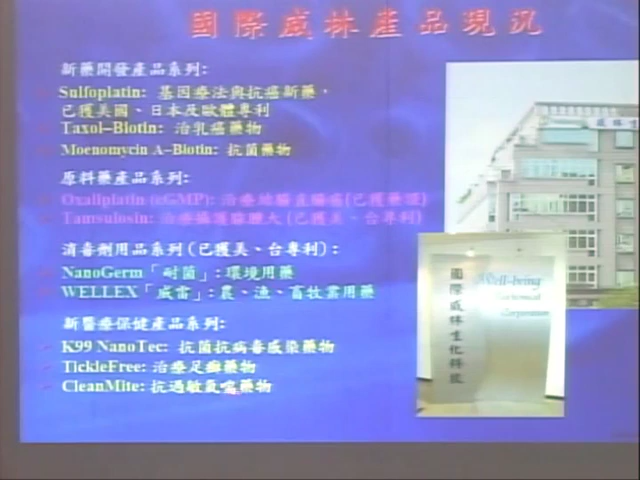 國際威林產品現況
新藥開發產品系列:
Sulfoplatin: 基因療法與抗癌新藥,
已獲美國、日本及歐體專利
Taxol-Biotin: 治乳癌藥物
Moenomycin A-Biotin: 抗菌藥物
原料藥產品系列:
Oxaliplatin (cGMP): 治療結腸直腸癌(已獲藥證)
Tamsulosin: 治療攝護腺腫大(已獲美、台專利)
消毒劑用品系列(已獲美、台專利):
NanoGerm「耐菌」: 環境用藥
WELLEX「威雷」: 農、漁、畜牧業用藥
新醫療保健產品系列:
K99 NanoTec: 抗菌抗病毒感染藥物
TickleFree: 治療足癬藥物
CleanMite: 抗過敏氣喘藥物
威林生
Well-being
Biochemical
Corporation
國際威林生化科技